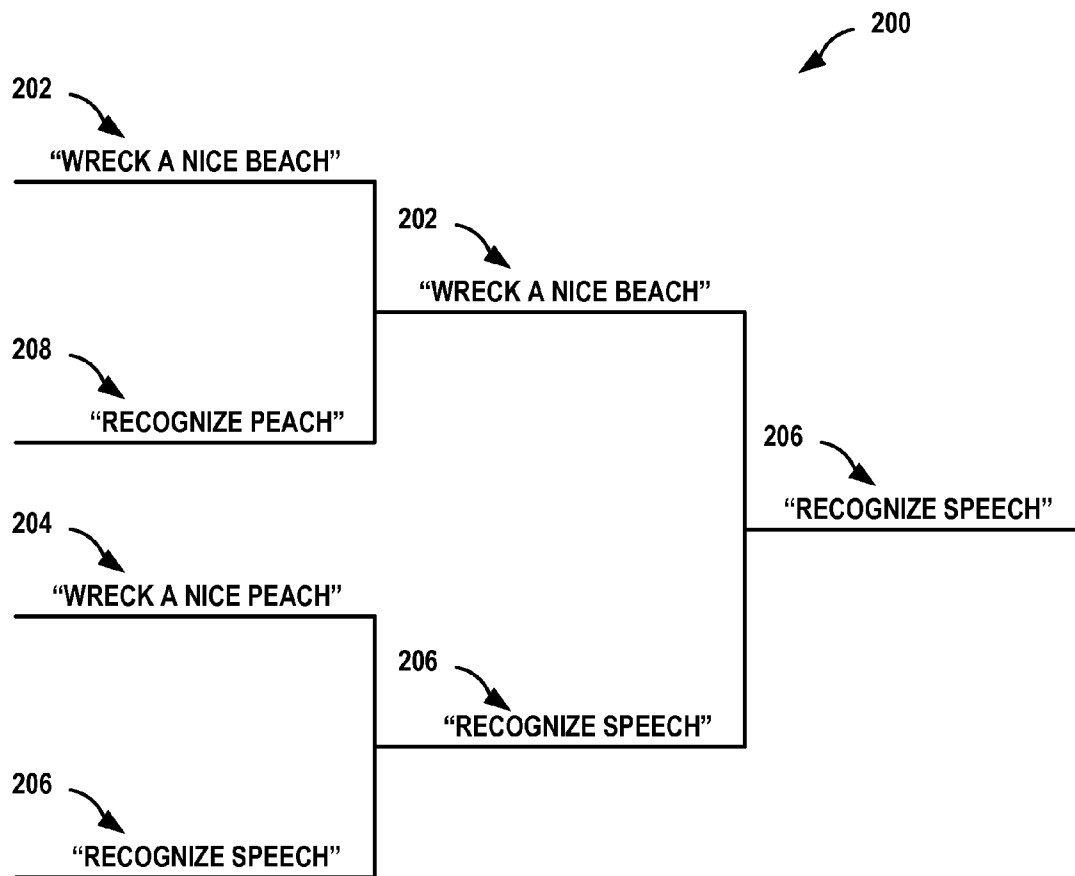 200
202
“WRECK A NICE BEACH”
202
“WRECK A NICE BEACH”
208
“RECOGNIZE PEACH”
206
“RECOGNIZE SPEECH”
204
“WRECK A NICE PEACH”
206
“RECOGNIZE SPEECH”
206
“RECOGNIZE SPEECH”